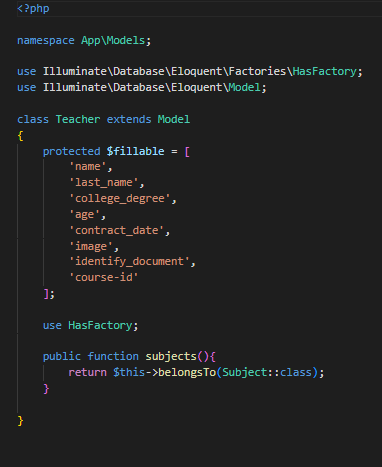 <?php
namespace App\Models;
use Illuminate\Database\Eloquent\Factories\HasFactory;
use Illuminate\Database\Eloquent\Model;
class Teacher extends Model
{
    protected $fillable = [
        'name',
        'last_name',
        'college_degree',
        'age',
        'contract_date',
        'image',
        'identify_document',
        'course-id'
    ];
    use HasFactory;
    public function subjects(){
        return $this->belongsTo(Subject::class);
    }
}